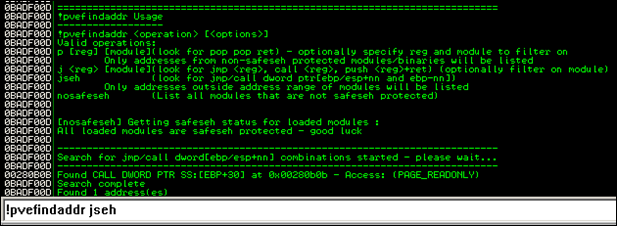 0BADF00D ================================================================
0BADF00D !pvefindaddr Usage
0BADF00D ------------------
0BADF00D !pvefindaddr <operation> [<options>]
0BADF00D Valid operations:
0BADF00D p [reg] [module](look for pop pop ret) - optionally specify reg and module to filter on
0BADF00D Only addresses from non-safeseh protected modules/binaries will be listed
0BADF00D j <reg> [module](look for jmp <reg>, call <reg>, push <reg>+ret) (optionally filter on module)
0BADF00D jseh (look for jmp/call dword ptr[ebp/esp+nn and ebp-nn])
0BADF00D Only addresses outside address range of modules will be listed
0BADF00D nosafeseh (List all modules that are not safeseh protected)
0BADF00D
0BADF00D
0BADF00D [nosafeseh] Getting safeseh status for loaded modules :
0BADF00D All loaded modules are safeseh protected - good luck
0BADF00D
0BADF00D ----------------------------------------------------------------
0BADF00D Search for jmp/call dword[ebp/esp+nn] combinations started - please wait...
0BADF00D ----------------------------------------------------------------
00280B0B Found CALL DWORD PTR SS:[EBP+30] at 0x00280b0b - Access: (PAGE_READONLY)
0BADF00D Search complete
0BADF00D Found 1 address(es)
!pvefindaddr jseh